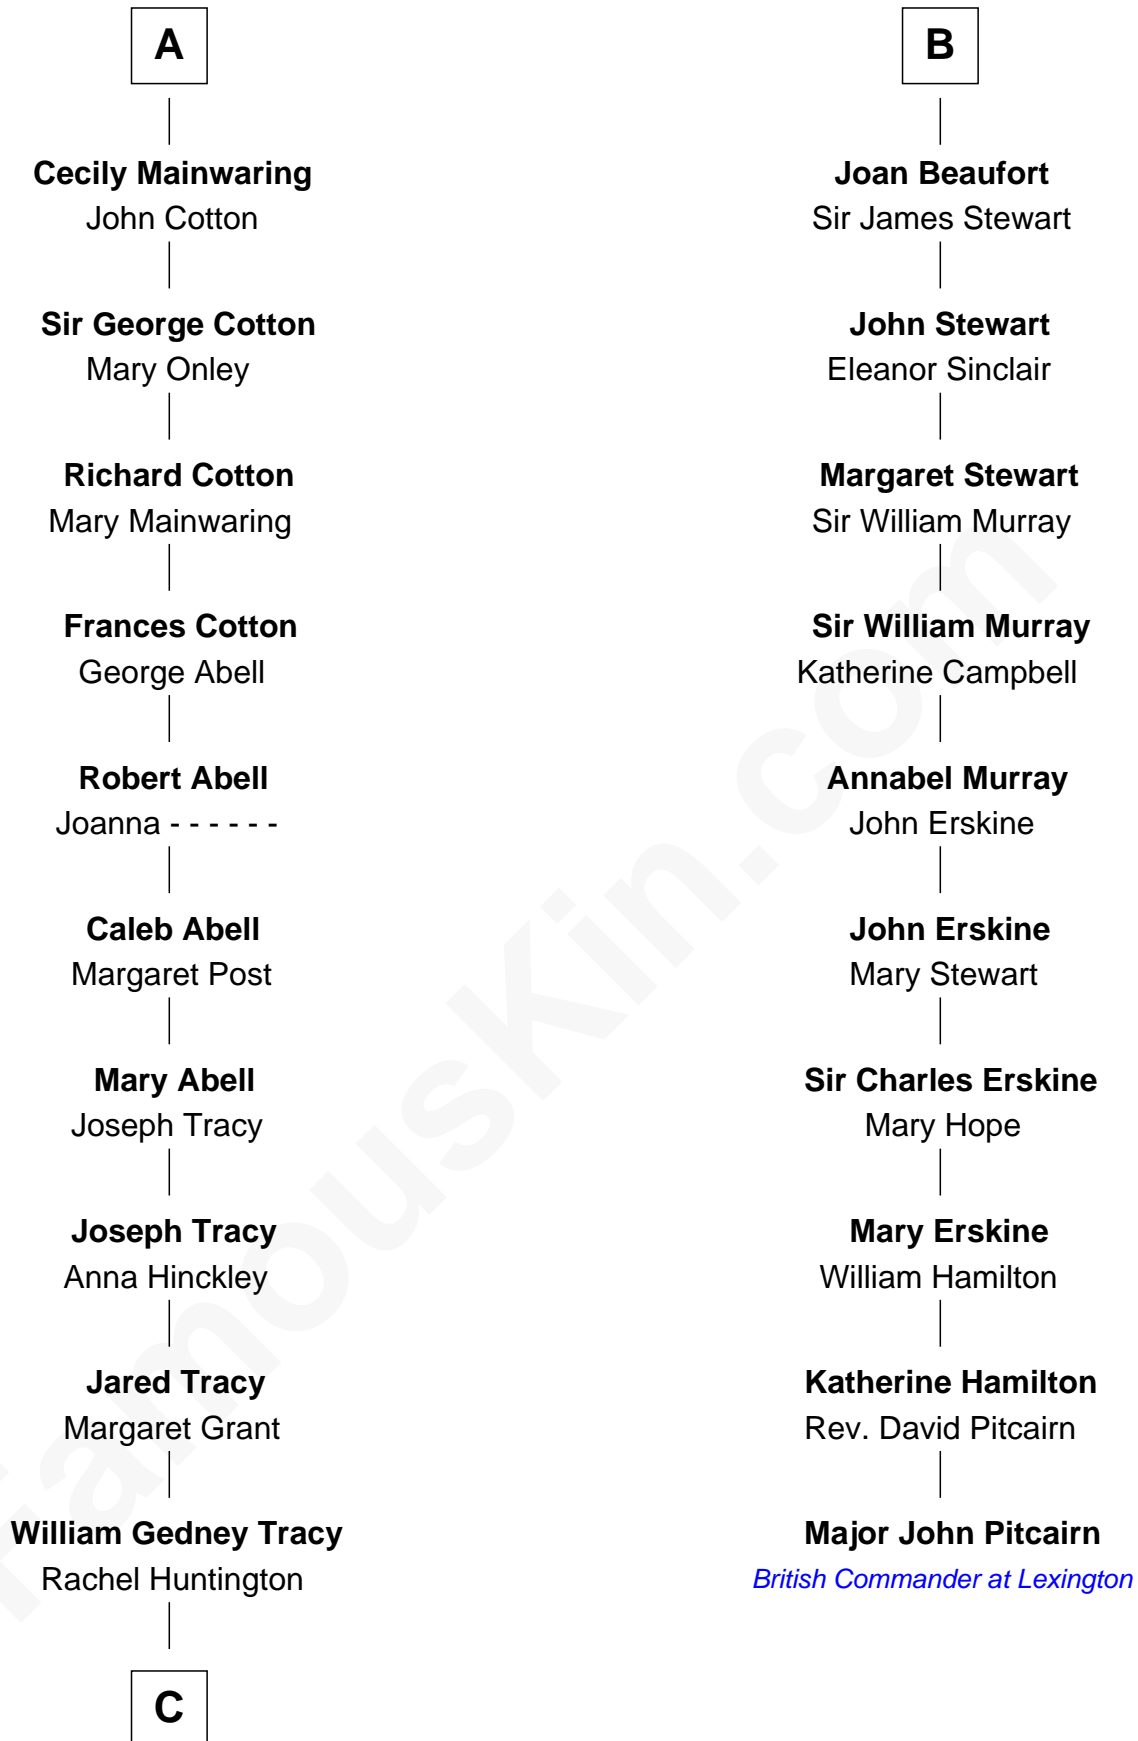 A
Cecily Mainwaring
John Cotton
Sir George Cotton
Mary Onley
Richard Cotton
Mary Mainwaring
Frances Cotton
George Abell
Robert Abell
Joanna - - - - - -
Caleb Abell
Margaret Post
Mary Abell
Joseph Tracy
Joseph Tracy
Anna Hinckley
Jared Tracy
Margaret Grant
William Gedney Tracy
Rachel Huntington
C
B
Joan Beaufort
Sir James Stewart
John Stewart
Eleanor Sinclair
Margaret Stewart
Sir William Murray
Sir William Murray
Katherine Campbell
Annabel Murray
John Erskine
John Erskine
Mary Stewart
Sir Charles Erskine
Mary Hope
Mary Erskine
William Hamilton
Katherine Hamilton
Rev. David Pitcairn
Major John Pitcairn
British Commander at Lexington
FamousKin.com